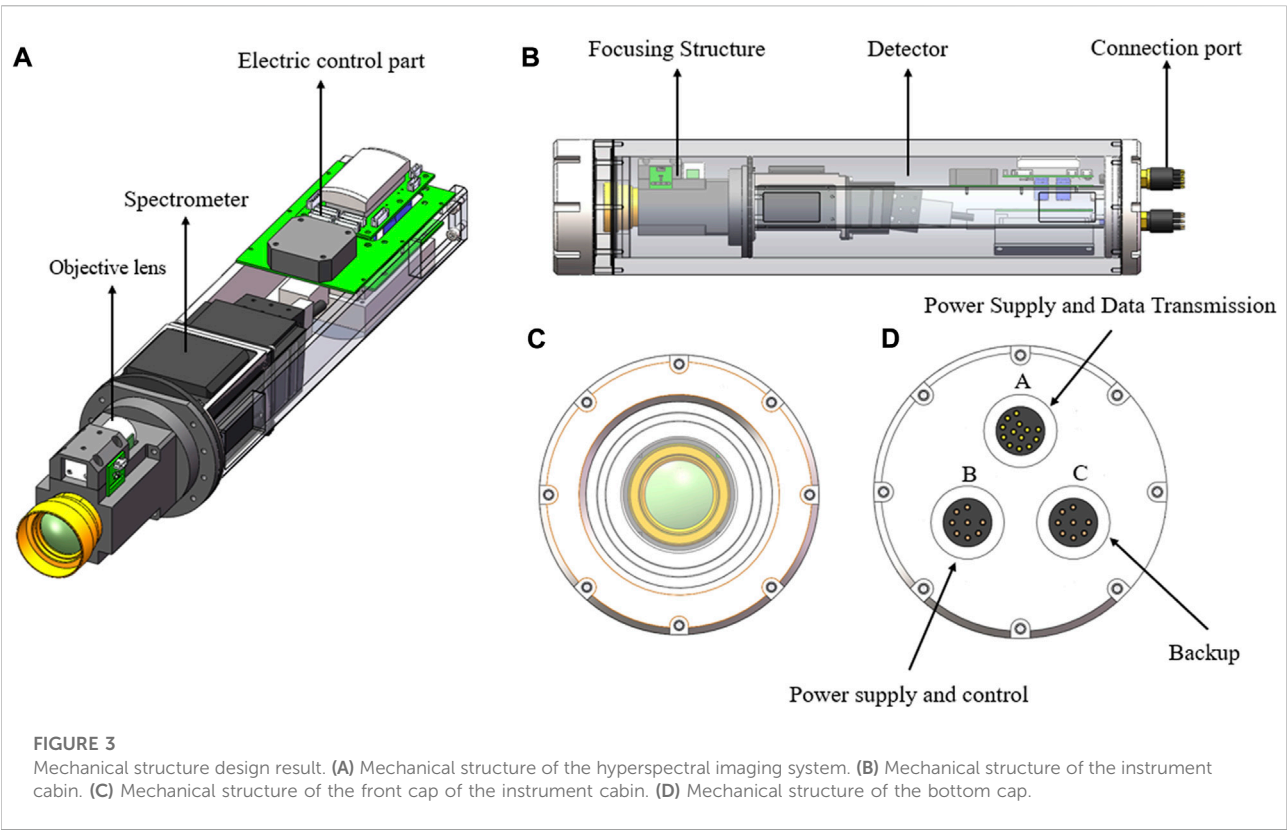 A
Electric control part
Spectrometer
Objective lens
B
Focusing Structure
Detector
Connection port
C
D
Power Supply and Data Transmission
A
B
C
Backup
Power supply and control
FIGURE 3
Mechanical structure design result. (A) Mechanical structure of the hyperspectral imaging system. (B) Mechanical structure of the instrument
cabin. (C) Mechanical structure of the front cap of the instrument cabin. (D) Mechanical structure of the bottom cap.